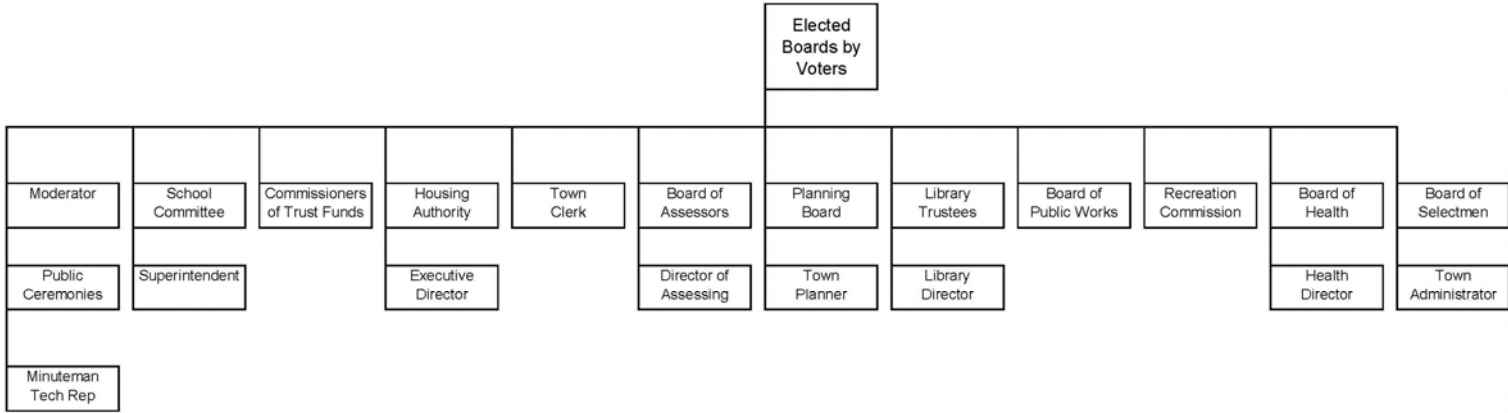 Elected
Boards by
Voters
Moderator
School
Committee
Commissioners
of Trust Funds
Housing
Authority
Town
Clerk
Board of
Assessors
Planning
Board
Library
Trustees
Board of
Public Works
Recreation
Commission
Board of
Health
Board of
Selectmen
Public
Ceremonies
Superintendent
Executive
Director
Director of
Assessing
Town
Planner
Library
Director
Health
Director
Town
Administrator
Minuteman
Tech Rep